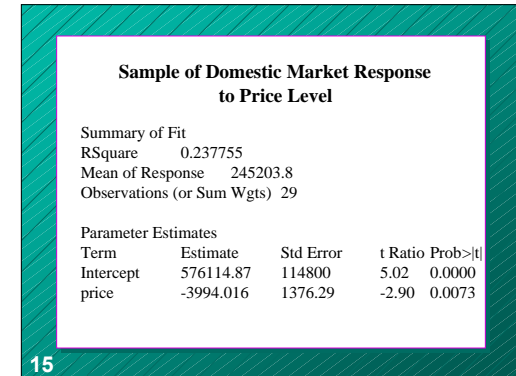 Sample of Domestic Market Response
to Price Level
Summary of Fit
RSquare 0.237755
Mean of Response 245203.8
Observations (or Sum Wgts) 29
Parameter Estimates
Term Estimate Std Error t Ratio Prob>|t|
Intercept 576114.87 114800 5.02 0.0000
price -3994.016 1376.29 -2.90 0.0073
15